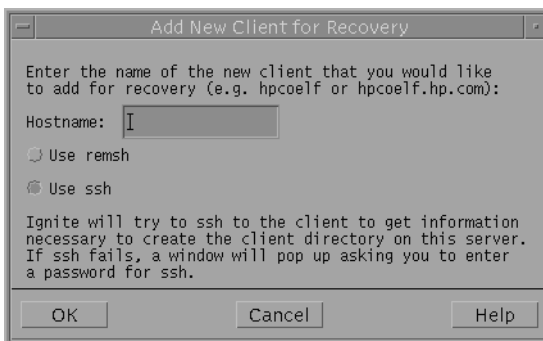 Add New Client for Recovery
Enter the name of the new client that you would like
to add for recovery (e.g. hpcoelf or hpcoelf.hp.com):
Hostname:
Use remsh
Use ssh
Ignite will try to ssh to the client to get information
necessary to create the client directory on this server.
If ssh fails, a window will pop up asking you to enter
a password for ssh.
OK Cancel Help